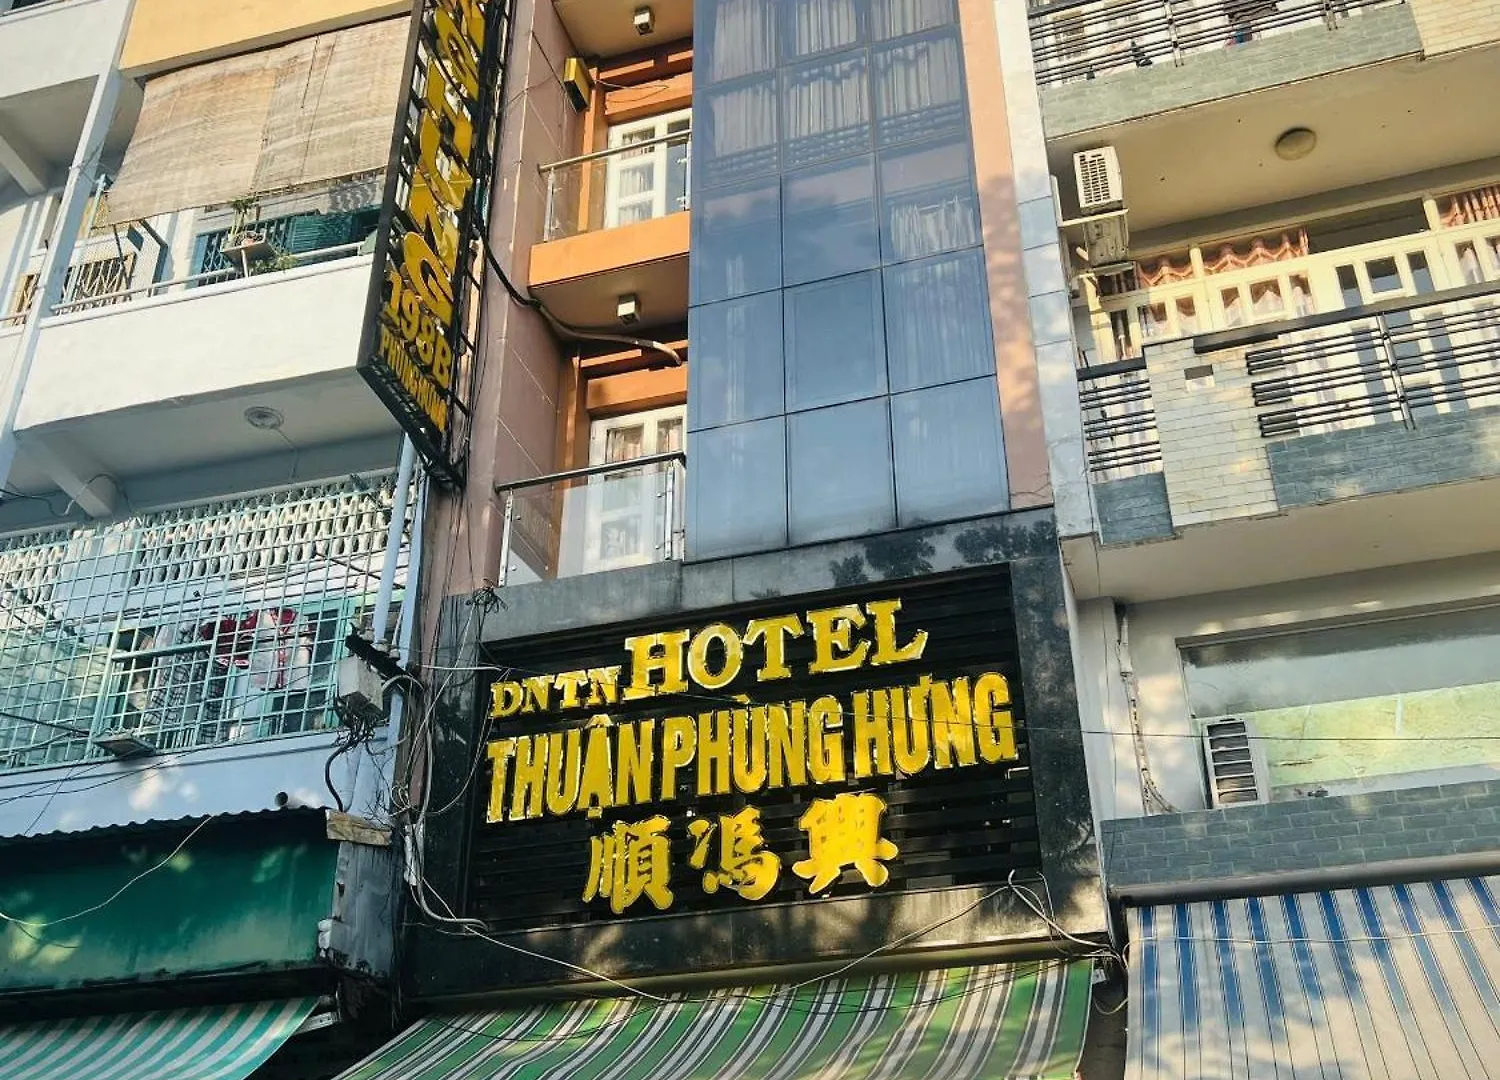 198B
PHÙNG HƯNG
DNTN HOTEL
THUẬN PHÙNG HƯNG
順馮興